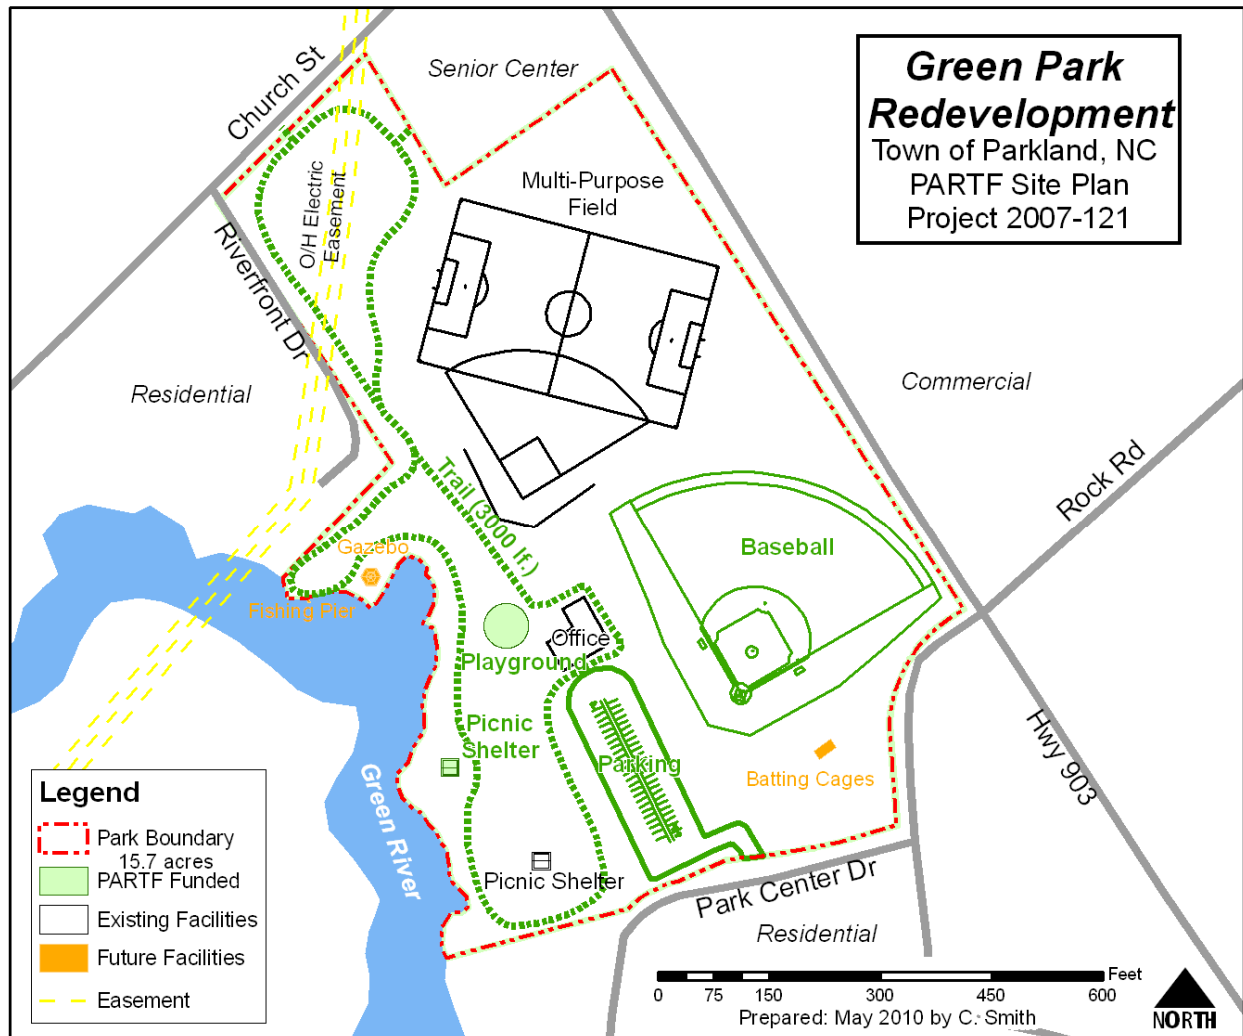 Green Park
Redevelopment
Town of Parkland, NC
PARTF Site Plan
Project 2007-121
Church St
Senior Center
Multi-Purpose
Field
O/H Electric
Easement
Riverfront Dr
Residential
Commercial
Rock Rd
Trail (3000 lf.)
Baseball
Gazebo
Fishing Pier
Office
Playground
Picnic
Shelter
Parking
Batting Cages
Hwy 903
Green River
Picnic Shelter
Park Center Dr
Residential
Legend
Park Boundary
15.7 acres
PARTF Funded
Existing Facilities
Future Facilities
Easement
Feet
0 75 150 300 450 600
Prepared: May 2010 by C. Smith
NORTH